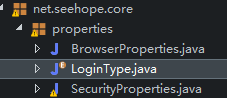 net.seehope.core
properties
BrowserProperties.java
LoginType.java
SecurityProperties.java